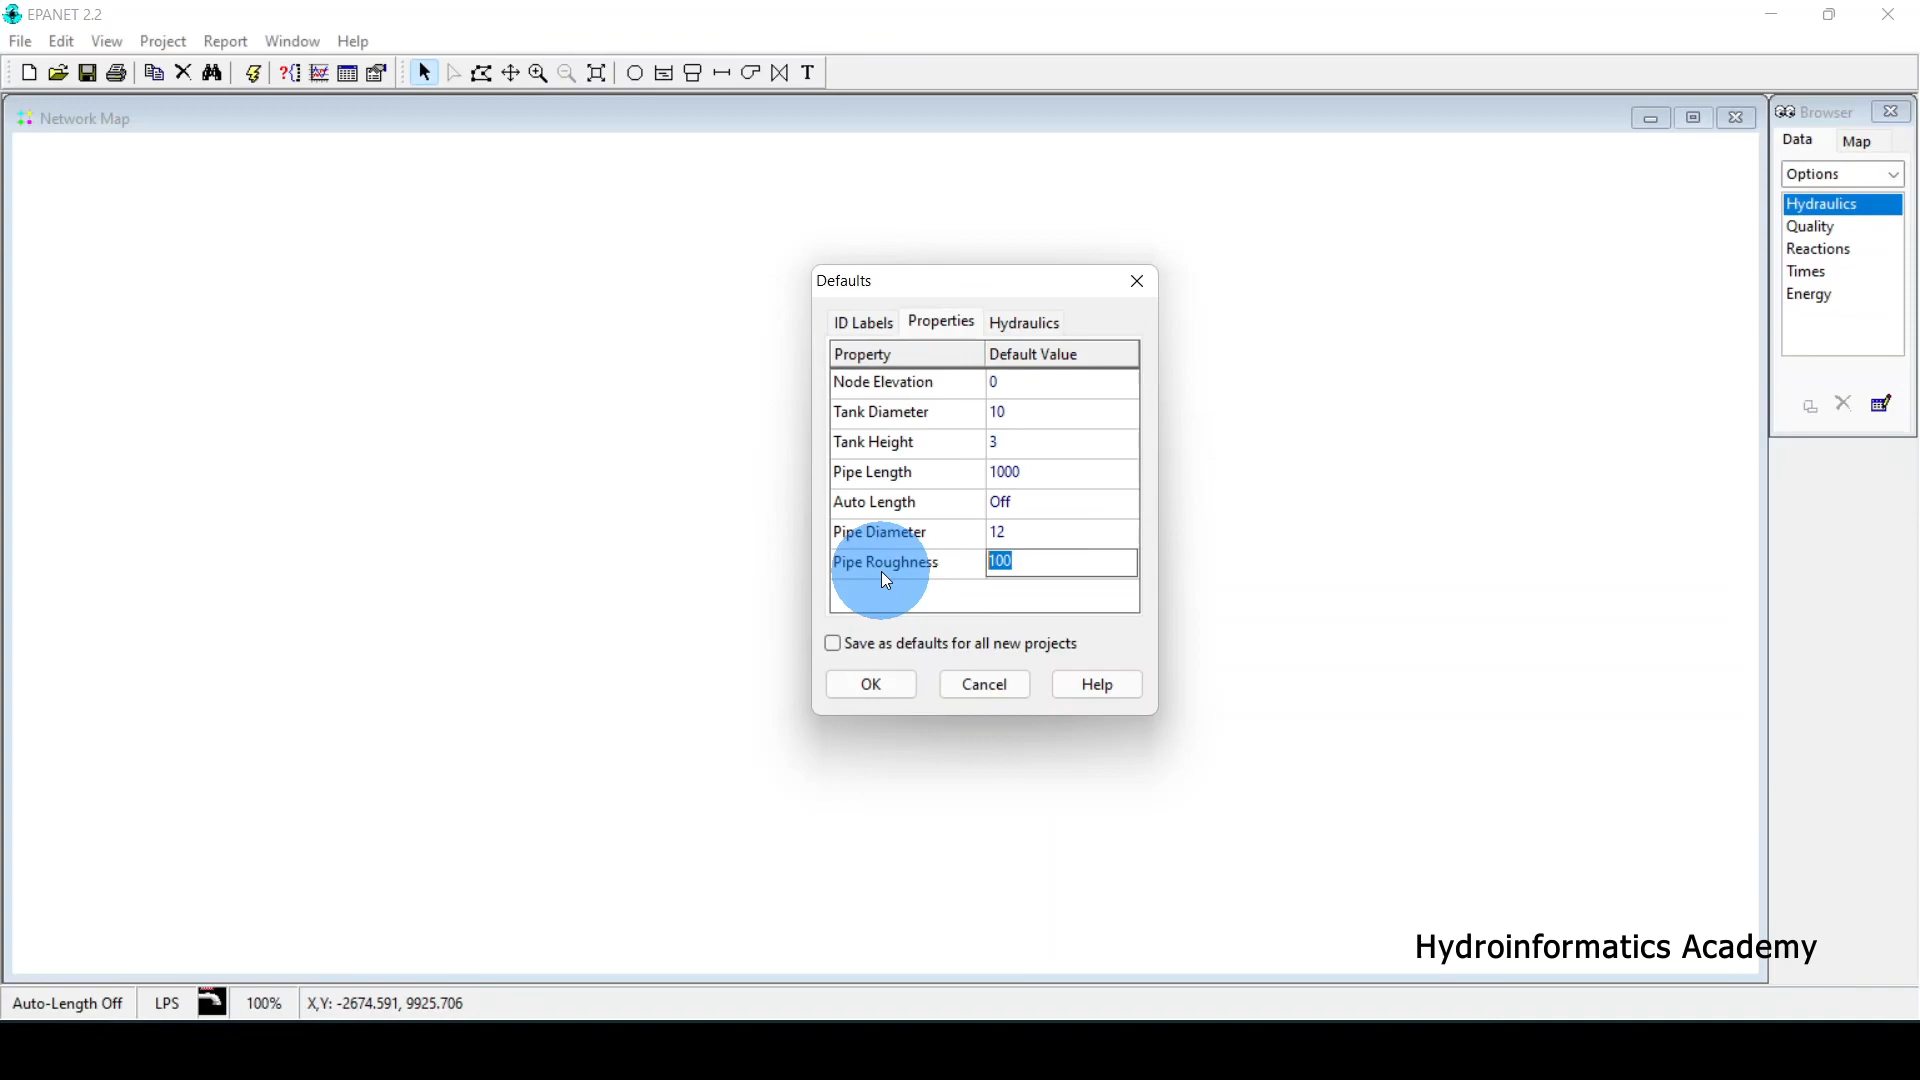 EPANET 2.2
File Edit View Project Report Window Help
T
Network Map
Browser
Data Map
Options
Hydraulics
Quality
Reactions
Times
Energy
Defaults
ID Labels Properties Hydraulics
Property Default Value
Node Elevation 0
Tank Diameter 10
Tank Height 3
Pipe Length 1000
Auto Length Off
Pipe Diameter 12
Pipe Roughness 100
Save as defaults for all new projects
OK Cancel Help
Hydroinformatics Academy
Auto-Length Off LPS 100% X,Y: -2674.591, 9925.706